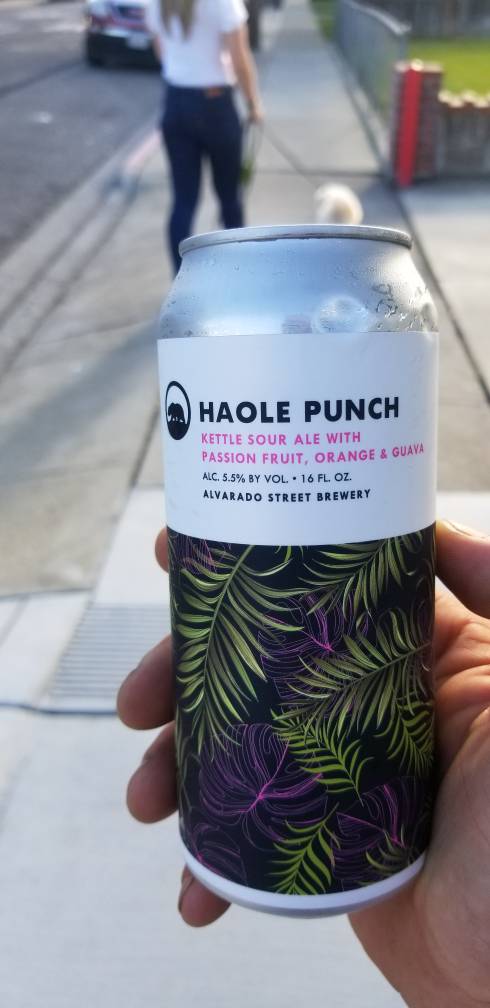 HAOLE PUNCH
KETTLE SOUR ALE WITH
PASSION FRUIT, ORANGE & GUAVA
ALC. 5.5% BY VOL. • 16 FL. OZ.
ALVARADO STREET BREWERY